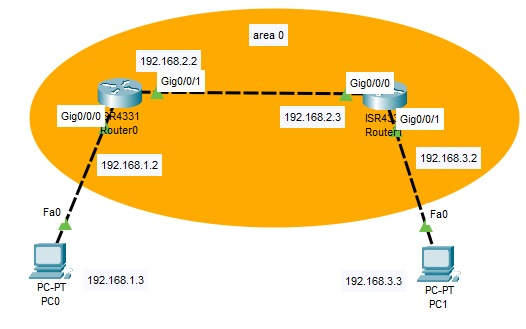 area 0
192.168.2.2
Gig0/0/1
Gig0/0/0
Gig0/0/0
ISR4331
Router0
192.168.2.3
Gig0/0/1
192.168.1.2
192.168.3.2
Fa0
Fa0
PC-PT
PC0
192.168.1.3
192.168.3.3
PC-PT
PC1